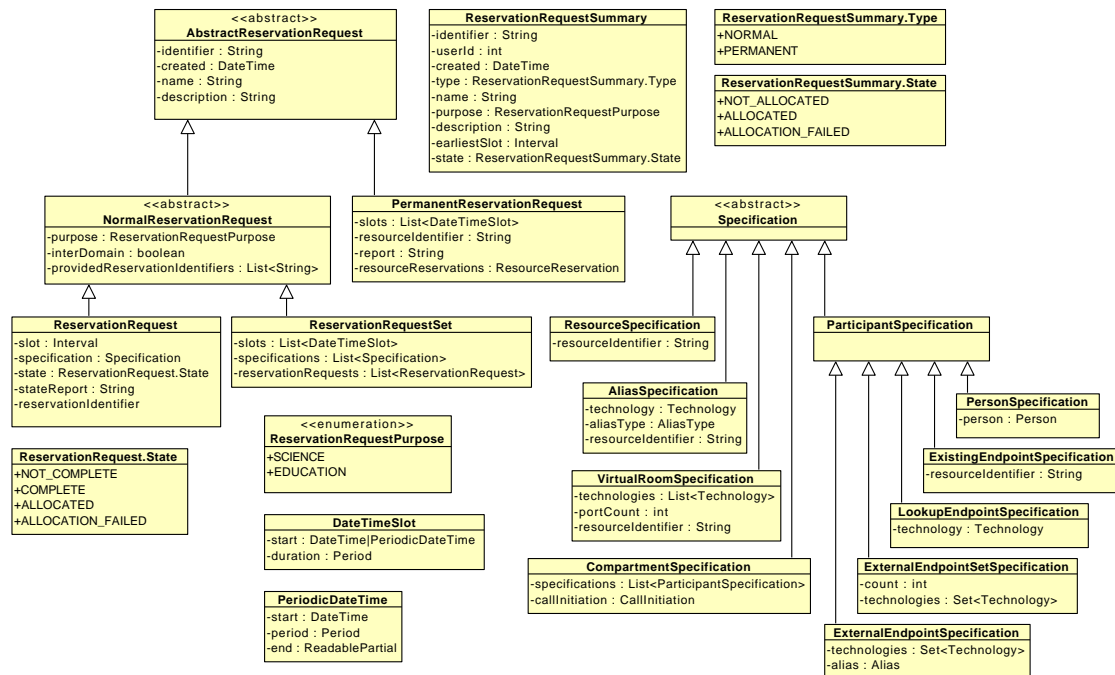 <<abstract>>
AbstractReservationRequest
-identifier : String
-created : DateTime
-name : String
-description : String
ReservationRequestSummary
-identifier : String
-userId : int
-created : DateTime
-type : ReservationRequestSummary.Type
-name : String
-purpose : ReservationRequestPurpose
-description : String
-earliestSlot : Interval
-state : ReservationRequestSummary.State
ReservationRequestSummary.Type
+NORMAL
+PERMANENT
ReservationRequestSummary.State
+NOT_ALLOCATED
+ALLOCATED
+ALLOCATION_FAILED
<<abstract>>
NormalReservationRequest
-purpose : ReservationRequestPurpose
-interDomain : boolean
-providedReservationIdentifiers : List<String>
PermanentReservationRequest
-slots : List<DateTimeSlot>
-resourceIdentifier : String
-report : String
-resourceReservations : ResourceReservation
<<abstract>>
Specification
ReservationRequest
-slot : Interval
-specification : Specification
-state : ReservationRequest.State
-stateReport : String
-reservationIdentifier
ReservationRequestSet
-slots : List<DateTimeSlot>
-specifications : List<Specification>
-reservationRequests : List<ReservationRequest>
ResourceSpecification
-resourceIdentifier : String
ParticipantSpecification
AliasSpecification
-technology : Technology
-aliasType : AliasType
-resourceIdentifier : String
PersonSpecification
-person : Person
<<enumeration>>
ReservationRequestPurpose
+SCIENCE
+EDUCATION
ReservationRequest.State
+NOT_COMPLETE
+COMPLETE
+ALLOCATED
+ALLOCATION_FAILED
VirtualRoomSpecification
-technologies : List<Technology>
-portCount : int
-resourceIdentifier : String
ExistingEndpointSpecification
-resourceIdentifier : String
LookupEndpointSpecification
-technology : Technology
DateTimeSlot
-start : DateTime|PeriodicDateTime
-duration : Period
CompartmentSpecification
-specifications : List<ParticipantSpecification>
-callInitiation : CallInitiation
ExternalEndpointSetSpecification
-count : int
-technologies : Set<Technology>
PeriodicDateTime
-start : DateTime
-period : Period
-end : ReadablePartial
ExternalEndpointSpecification
-technologies : Set<Technology>
-alias : Alias